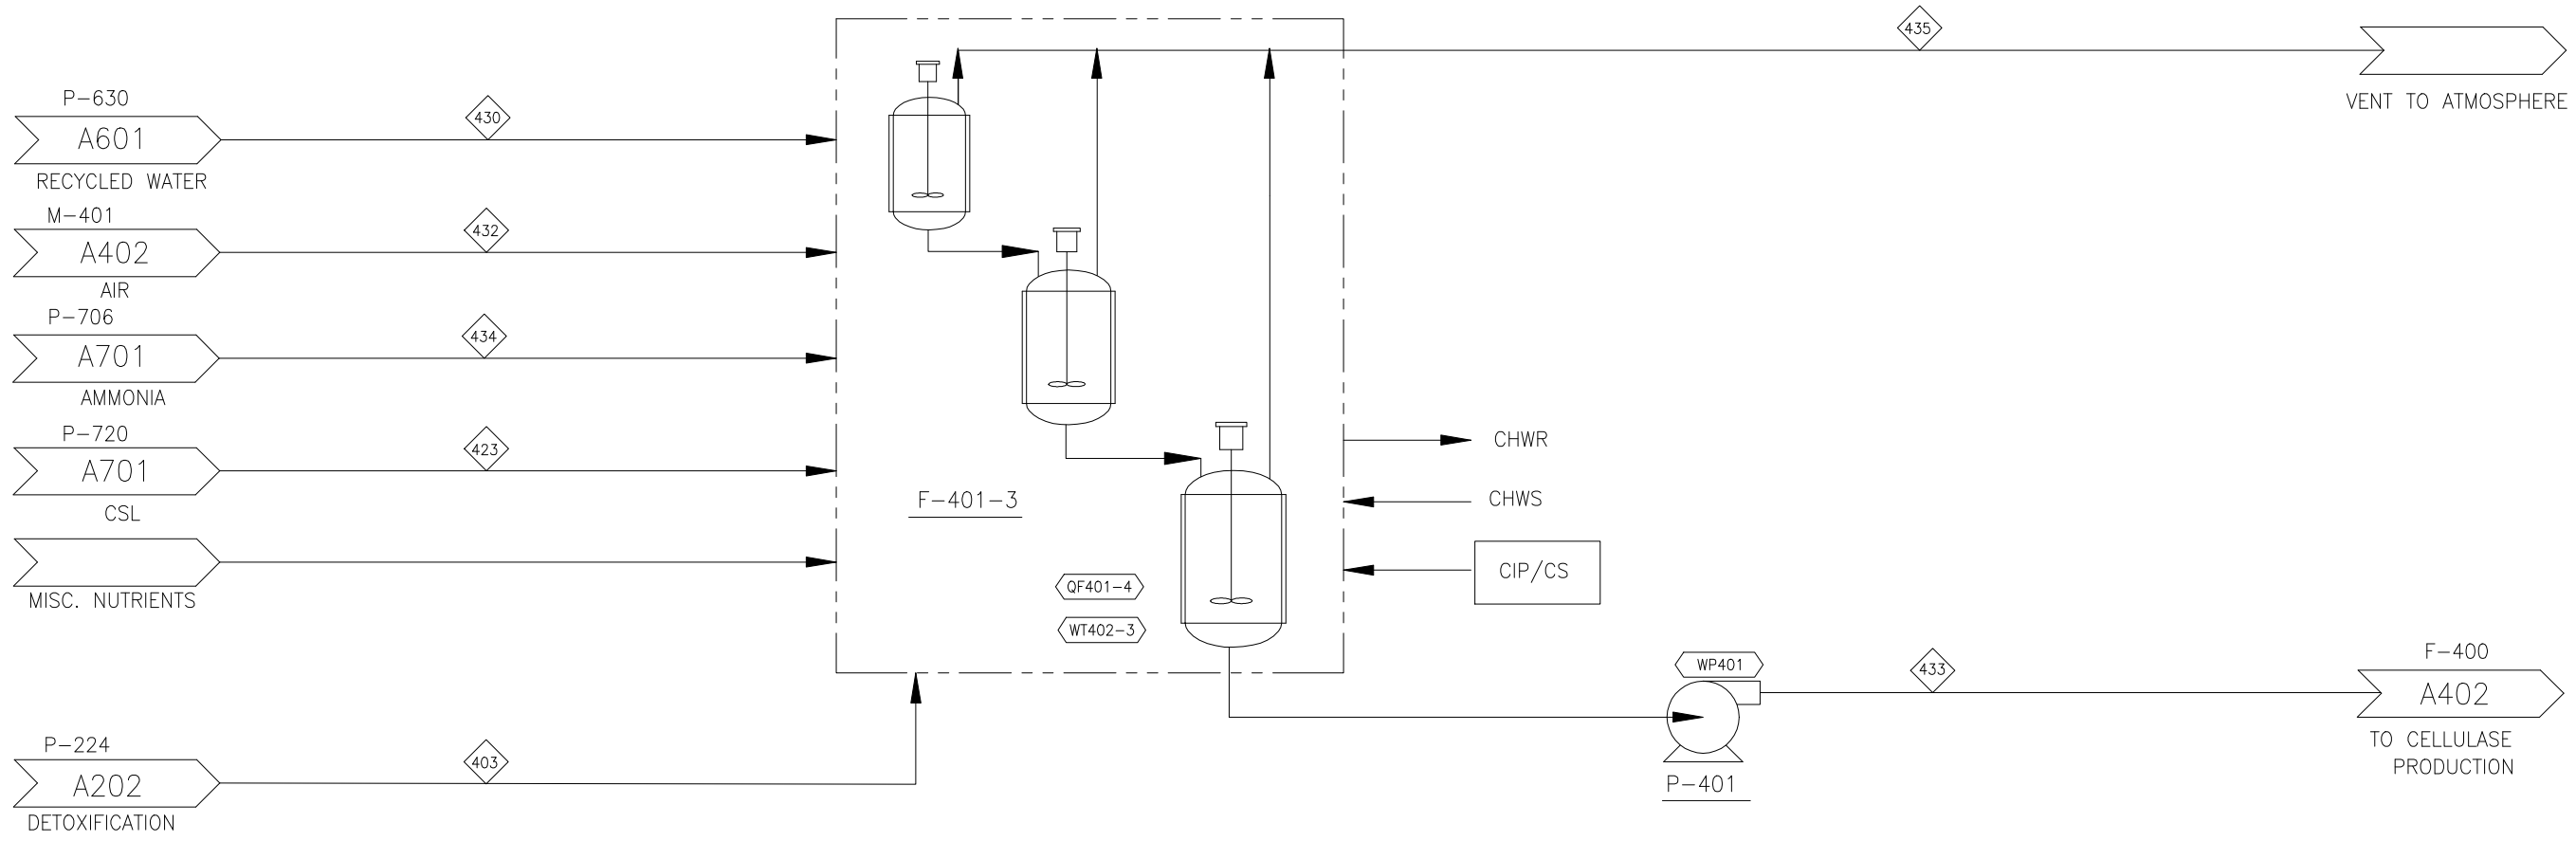 435
VENT TO ATMOSPHERE
P-630
A601
430
RECYCLED WATER
M-401
A402
432
AIR
P-706
A701
434
AMMONIA
P-720
A701
423
CSL
MISC. NUTRIENTS
F-401-3
QF401-4
WT402-3
CHWR
CHWS
CIP/CS
WP401
P-401
433
F-400
A402
TO CELLULASE
PRODUCTION
P-224
A202
403
DETOXIFICATION